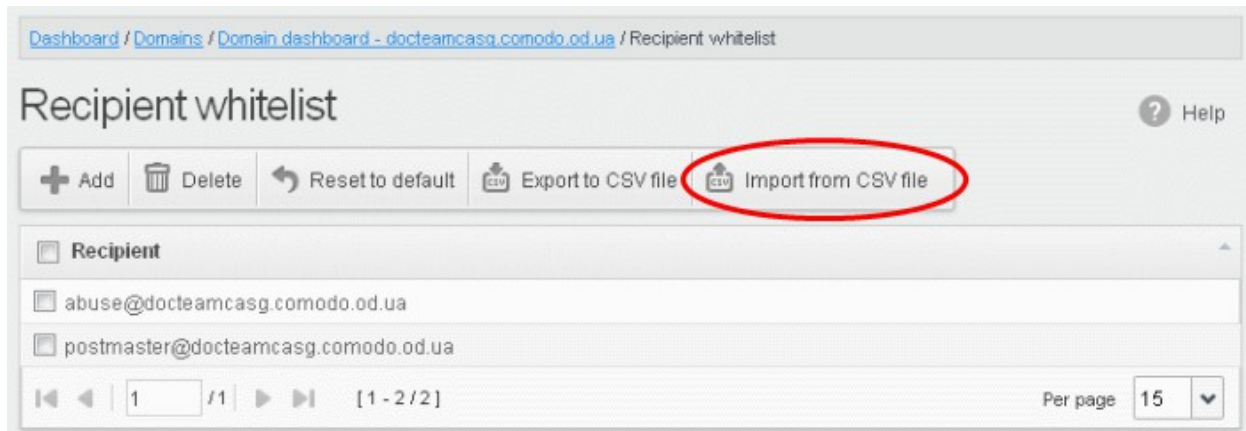 Dashboard / Domains / Domain dashboard - docteamcasg.comodo.od.ua / Recipient whitelist
Recipient whitelist
? Help
Add Delete Reset to default CSV Export to CSV file CSV Import from CSV file
Recipient
abuse@docteamcasg.comodo.od.ua
postmaster@docteamcasg.comodo.od.ua
1 /1 [1 - 2 / 2] Per page 15